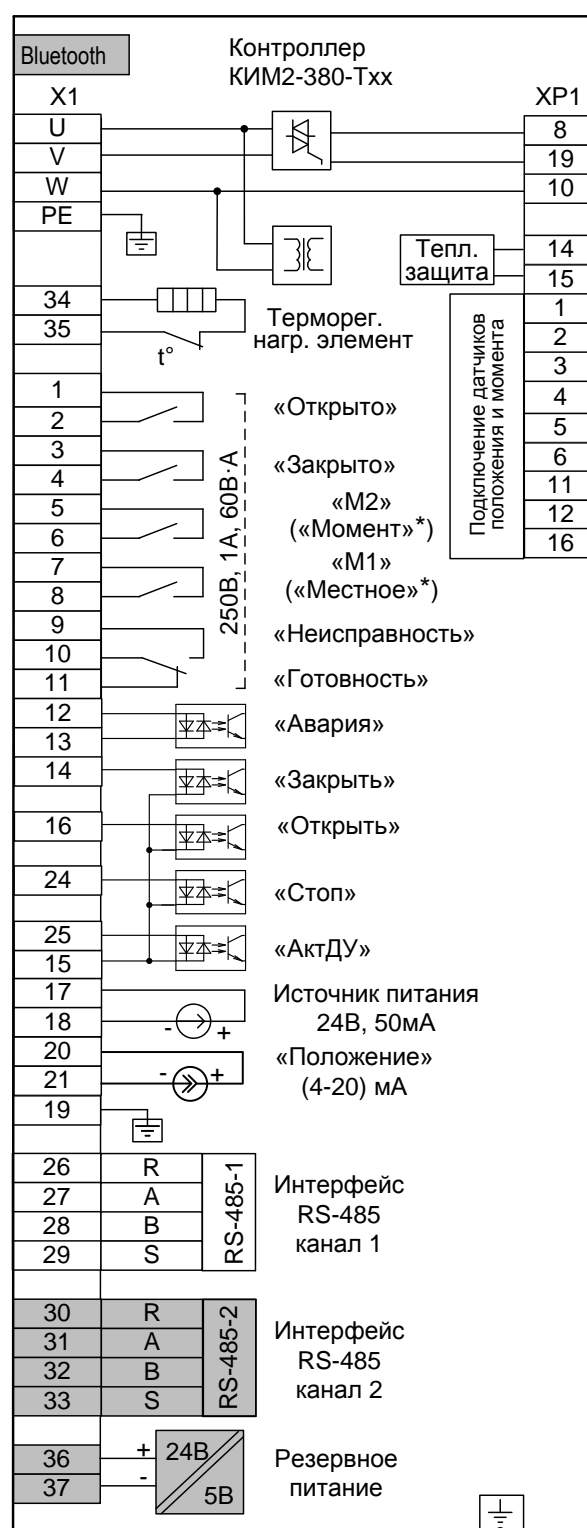 Bluetooth
Контроллер
КИМ2-380-Тхх
X1
XP1
U
V
W
PE
8
19
10
Тепл.
защита
14
15
34
35
t°
Терморег.
нагр. элемент
Подключение датчиков
положения и момента
1
2
3
4
5
6
11
12
16
1
2
«Открыто»
3
4
«Закрыто»
5
6
«М2»
(«Момент»*)
7
8
«М1»
(«Местное»*)
250В, 1А, 60В·А
9
10
11
«Неисправность»
«Готовность»
12
13
«Авария»
14
«Закрыть»
16
«Открыть»
24
«Стоп»
25
15
«АктДУ»
17
18
- +
Источник питания
24В, 50мА
20
21
- +
«Положение»
(4-20) мА
19
26 R
27 A
28 B
29 S
RS-485-1
Интерфейс
RS-485
канал 1
30 R
31 A
32 B
33 S
RS-485-2
Интерфейс
RS-485
канал 2
36 +
37 -
24В
5В
Резервное
питание